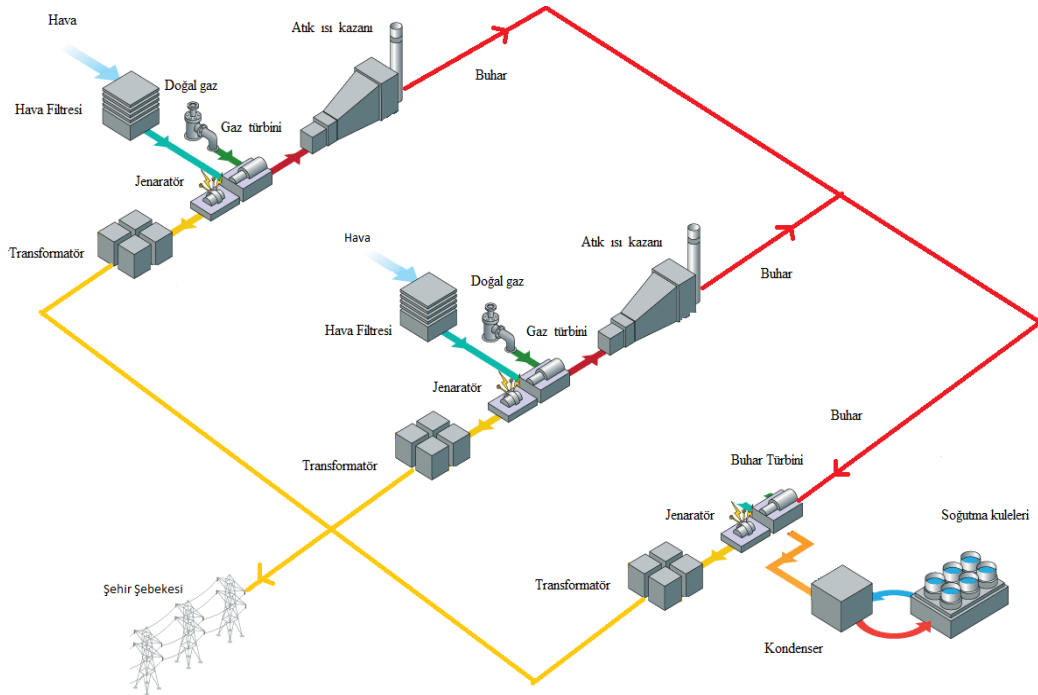 Hava
Atık ısı kazanı
Doğal gaz
Buhar
Hava Filtresi
Gaz türbini
Jenaratör
Transformatör
Hava
Atık ısı kazanı
Doğal gaz
Buhar
Hava Filtresi
Gaz türbini
Jenaratör
Transformatör
Buhar
Buhar Türbini
Jenaratör
Soğutma kuleleri
Transformatör
Şehir Şebekesi
Kondenser